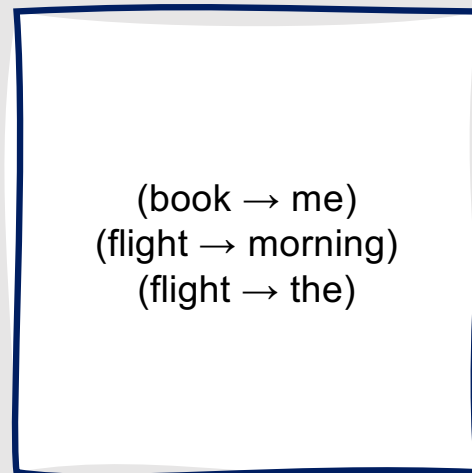 (book → me)
(flight → morning)
(flight → the)